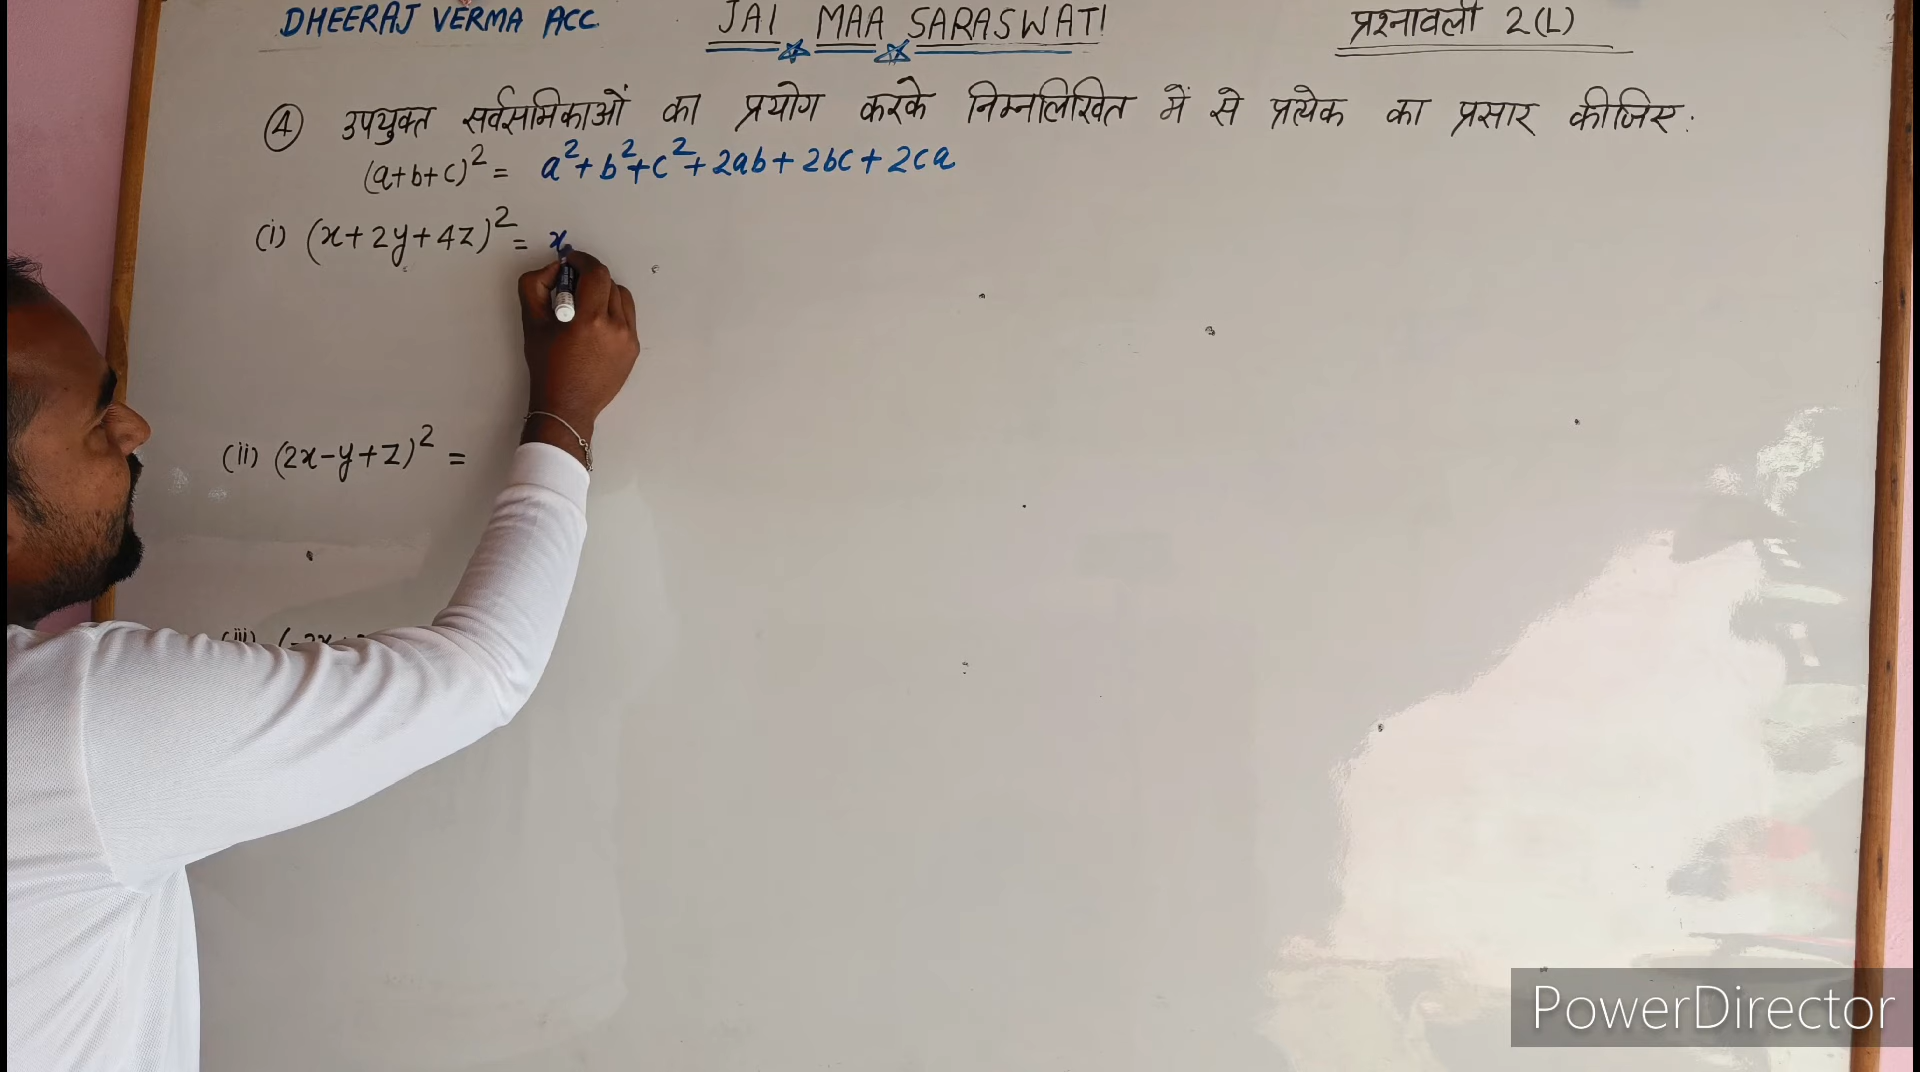 DHEERAJ VERMA ACC. JAI MAA SARASWATI प्रश्नावली 2(L)
④ उपयुक्त सर्वसमिकाओं का प्रयोग करके निम्नलिखित में से प्रत्येक का प्रसार कीजिए:
(a+b+c)² = a²+b²+c²+2ab+2bc+2ca
(i) (x+2y+4z)² = x
(ii) (2x-y+z)² =
(iii) (-2x
PowerDirector